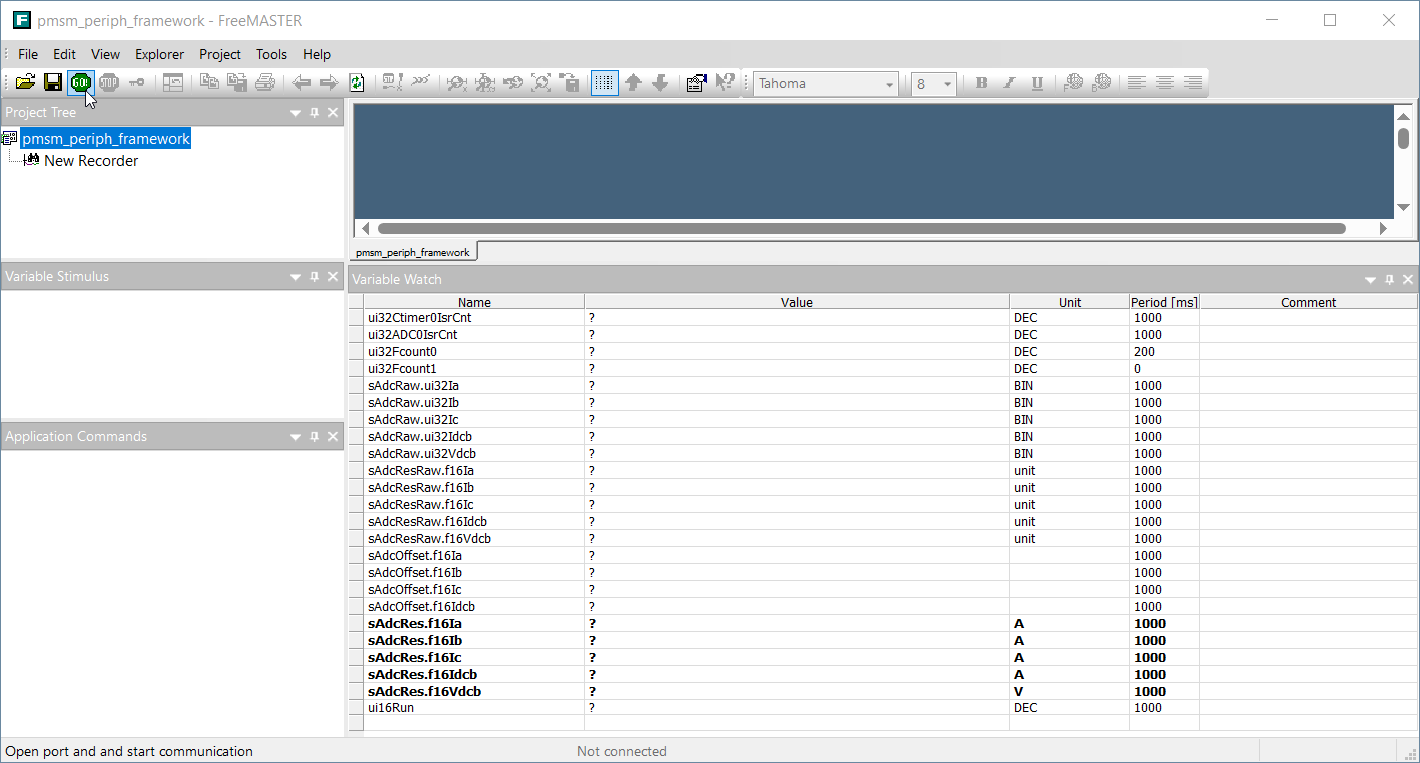 pmsm_periph_framework - FreeMASTER
File Edit View Explorer Project Tools Help
GO! STOP Tahoma 8 B I U
Project Tree
pmsm_periph_framework
New Recorder
Variable Stimulus
Application Commands
pmsm_periph_framework
Variable Watch
Name Value Unit Period [ms] Comment
ui32Ctimer0IsrCnt ? DEC 1000
ui32ADC0IsrCnt ? DEC 1000
ui32Fcount0 ? DEC 200
ui32Fcount1 ? DEC 0
sAdcRaw.ui32Ia ? BIN 1000
sAdcRaw.ui32Ib ? BIN 1000
sAdcRaw.ui32Ic ? BIN 1000
sAdcRaw.ui32Idcb ? BIN 1000
sAdcRaw.ui32Vdcb ? BIN 1000
sAdcResRaw.f16Ia ? unit 1000
sAdcResRaw.f16Ib ? unit 1000
sAdcResRaw.f16Ic ? unit 1000
sAdcResRaw.f16Idcb ? unit 1000
sAdcResRaw.f16Vdcb ? unit 1000
sAdcOffset.f16Ia ? 1000
sAdcOffset.f16Ib ? 1000
sAdcOffset.f16Ic ? 1000
sAdcOffset.f16Idcb ? 1000
sAdcRes.f16Ia ? A 1000
sAdcRes.f16Ib ? A 1000
sAdcRes.f16Ic ? A 1000
sAdcRes.f16Idcb ? A 1000
sAdcRes.f16Vdcb ? V 1000
ui16Run ? DEC 1000
Open port and and start communication Not connected